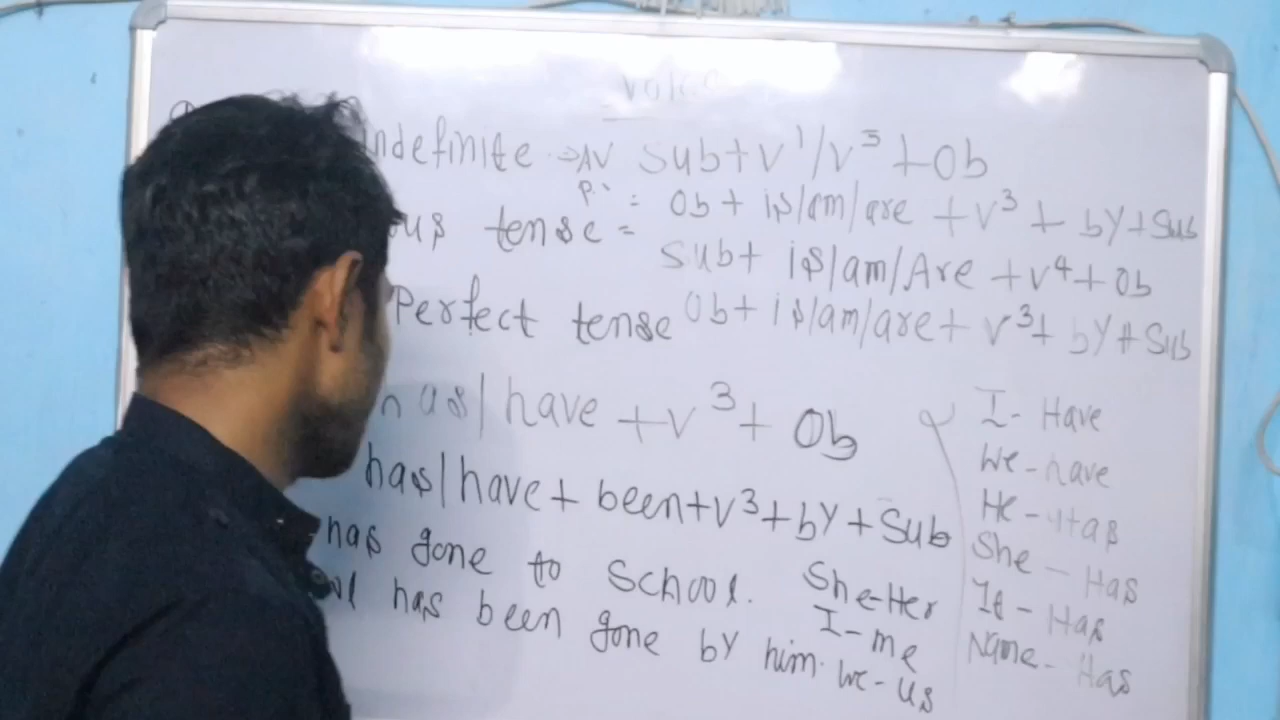 Voice
indefinite ⇒ AV Sub+V¹/V⁵+Ob
P. = Ob + is/am/are + V³ + by+Sub
ous tense = Sub+ is/am/Are +V⁴+Ob
Perfect tense Ob+ is/am/are+ V³+ by+Sub
has/have +V³+ Ob
has/have + been+V³+by+Sub
has gone to School.
has been gone by him.
She-Her
I-me
We-us
I- Have
We-have
He-Has
She-Has
It-Has
Name-Has